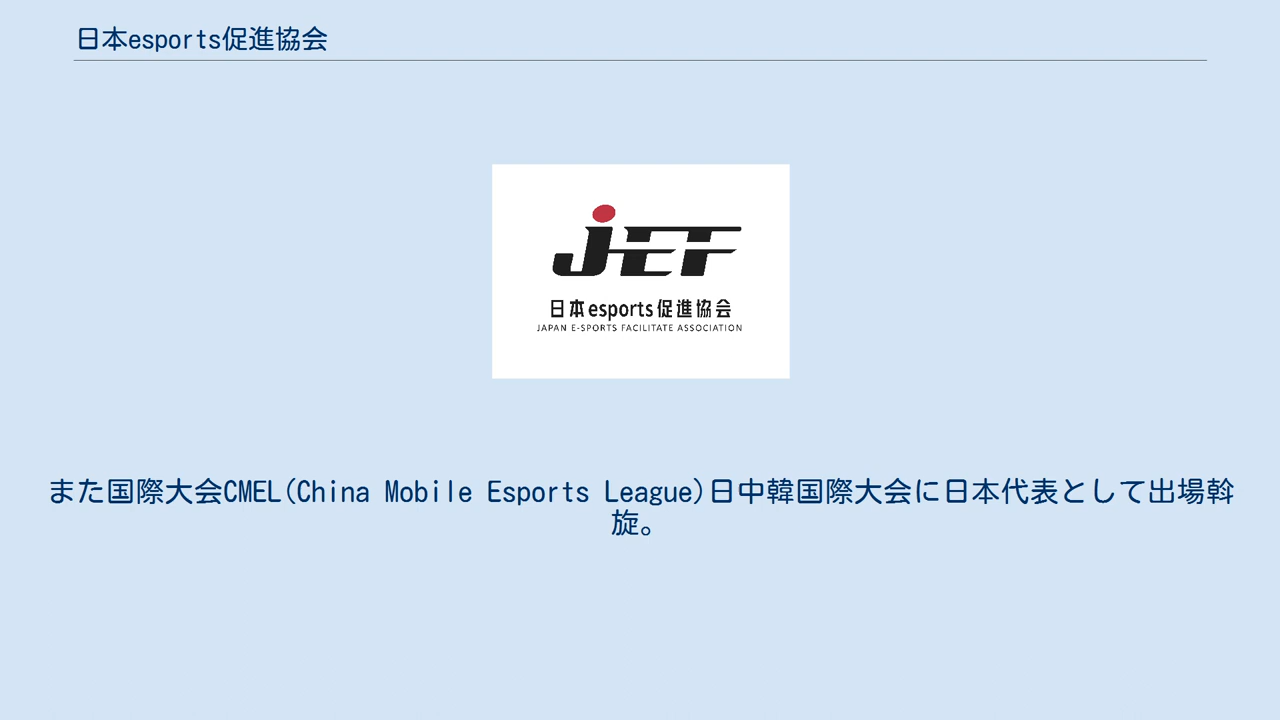 日本esports促進協会
JEF
日本esports促進協会
JAPAN E-SPORTS FACILITATE ASSOCIATION
また国際大会CMEL(China Mobile Esports League)日中韓国際大会に日本代表として出場斡
旋。